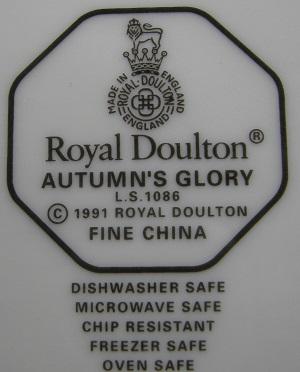 MADE IN ENGLAND
ROYAL·DOULTON
ENGLAND
Royal Doulton®
AUTUMN'S GLORY
L.S.1086
© 1991 ROYAL DOULTON
FINE CHINA
DISHWASHER SAFE
MICROWAVE SAFE
CHIP RESISTANT
FREEZER SAFE
OVEN SAFE